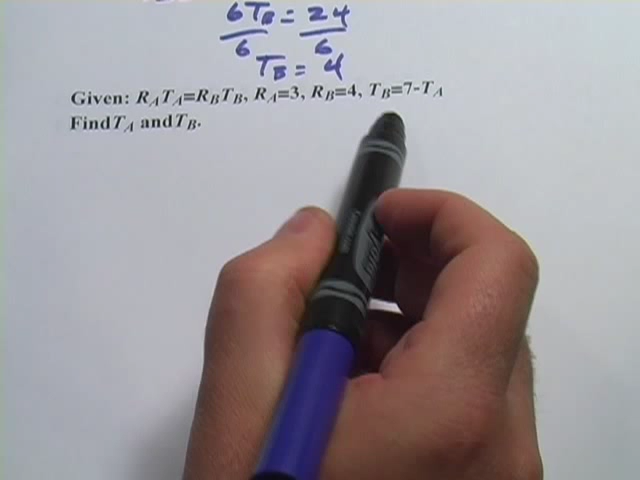 6T_B = 24
6 6
T_B = 4
Given: R_A T_A=R_B T_B, R_A=3, R_B=4, T_B=7-T_A
Find T_A and T_B.